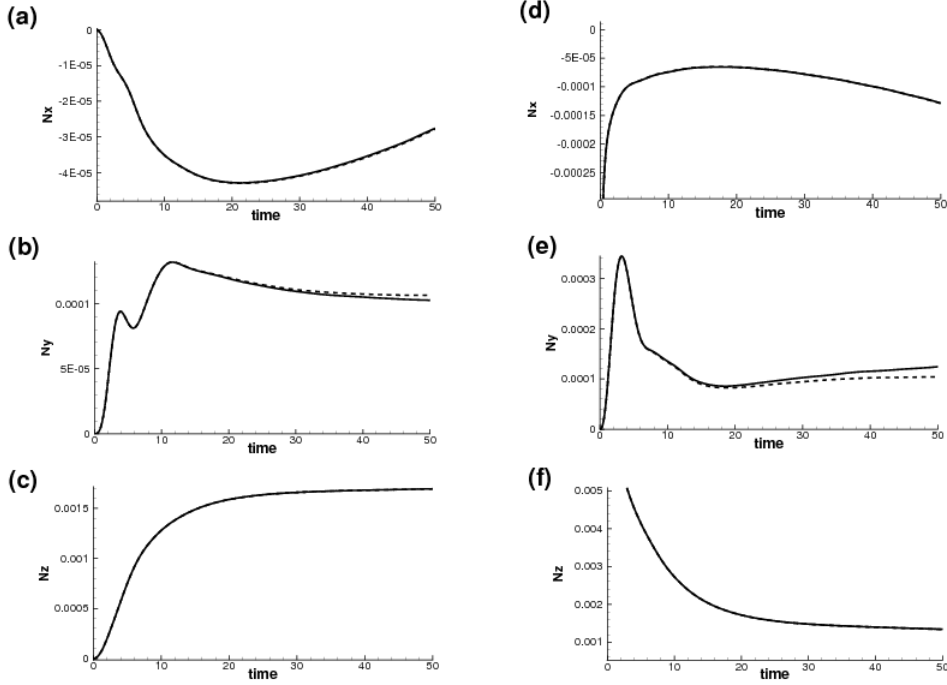 (a)
0
-1E-05
-2E-05
-3E-05
-4E-05
Nx
0 10 20 30 40 50
time
(b)
0.0001
5E-05
0
Ny
0 10 20 30 40 50
time
(c)
0.0015
0.001
0.0005
0
Nz
0 10 20 30 40 50
time
(d)
0
-5E-05
-0.0001
-0.00015
-0.0002
-0.00025
Nx
0 10 20 30 40 50
time
(e)
0.0003
0.0002
0.0001
0
Ny
0 10 20 30 40 50
time
(f)
0.005
0.004
0.003
0.002
0.001
Nz
0 10 20 30 40 50
time